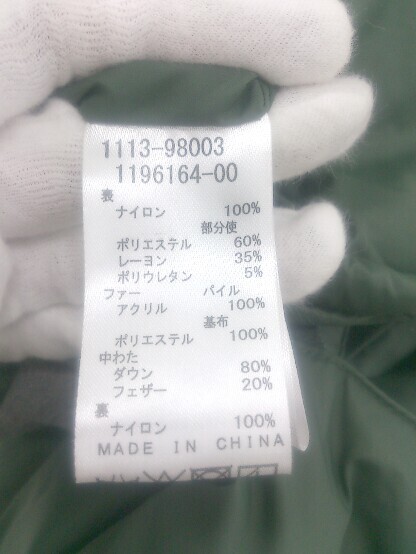 1113-98003
1196164-00
表
ナイロン 100%
部分使
ポリエステル 60%
レーヨン 35%
ポリウレタン 5%
ファー パイル
アクリル 100%
基布
ポリエステル 100%
中わた
ダウン 80%
フェザー 20%
裏
ナイロン 100%
MADE IN CHINA